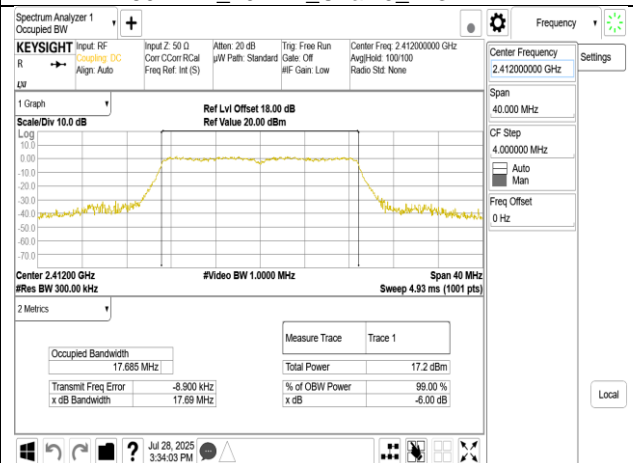 Spectrum Analyzer 1
Occupied BW
Frequency
KEYSIGHT
R
LXI
Input: RF
Coupling: DC
Align: Auto
Input Z: 50 Ω
Corr CCorr RCal
Freq Ref: Int (S)
Atten: 20 dB
µW Path: Standard
Trig: Free Run
Gate: Off
#IF Gain: Low
Center Freq: 2.412000000 GHz
Avg|Hold: 100/100
Radio Std: None
Center Frequency
2.412000000 GHz
Settings
Span
40.000 MHz
CF Step
4.000000 MHz
Auto
Man
Freq Offset
0 Hz
Local
1 Graph
Scale/Div 10.0 dB
Ref Lvl Offset 18.00 dB
Ref Value 20.00 dBm
Log
10.0
0.00
-10.0
-20.0
-30.0
-40.0
-50.0
-60.0
-70.0
Center 2.41200 GHz
#Video BW 1.0000 MHz
Span 40 MHz
#Res BW 300.00 kHz
Sweep 4.93 ms (1001 pts)
2 Metrics
Measure Trace Trace 1
Occupied Bandwidth
17.685 MHz
Total Power 17.2 dBm
Transmit Freq Error -8.900 kHz
% of OBW Power 99.00 %
x dB Bandwidth 17.69 MHz
x dB -6.00 dB
Jul 28, 2025
3:34:03 PM